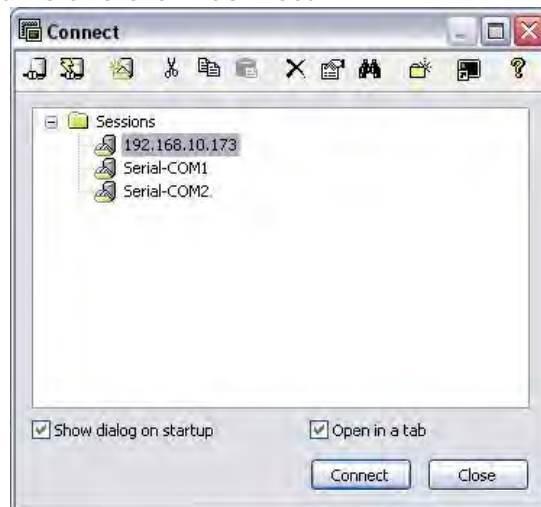 Connect
Sessions
192.168.10.173
Serial-COM1
Serial-COM2
Show dialog on startup
Open in a tab
Connect
Close